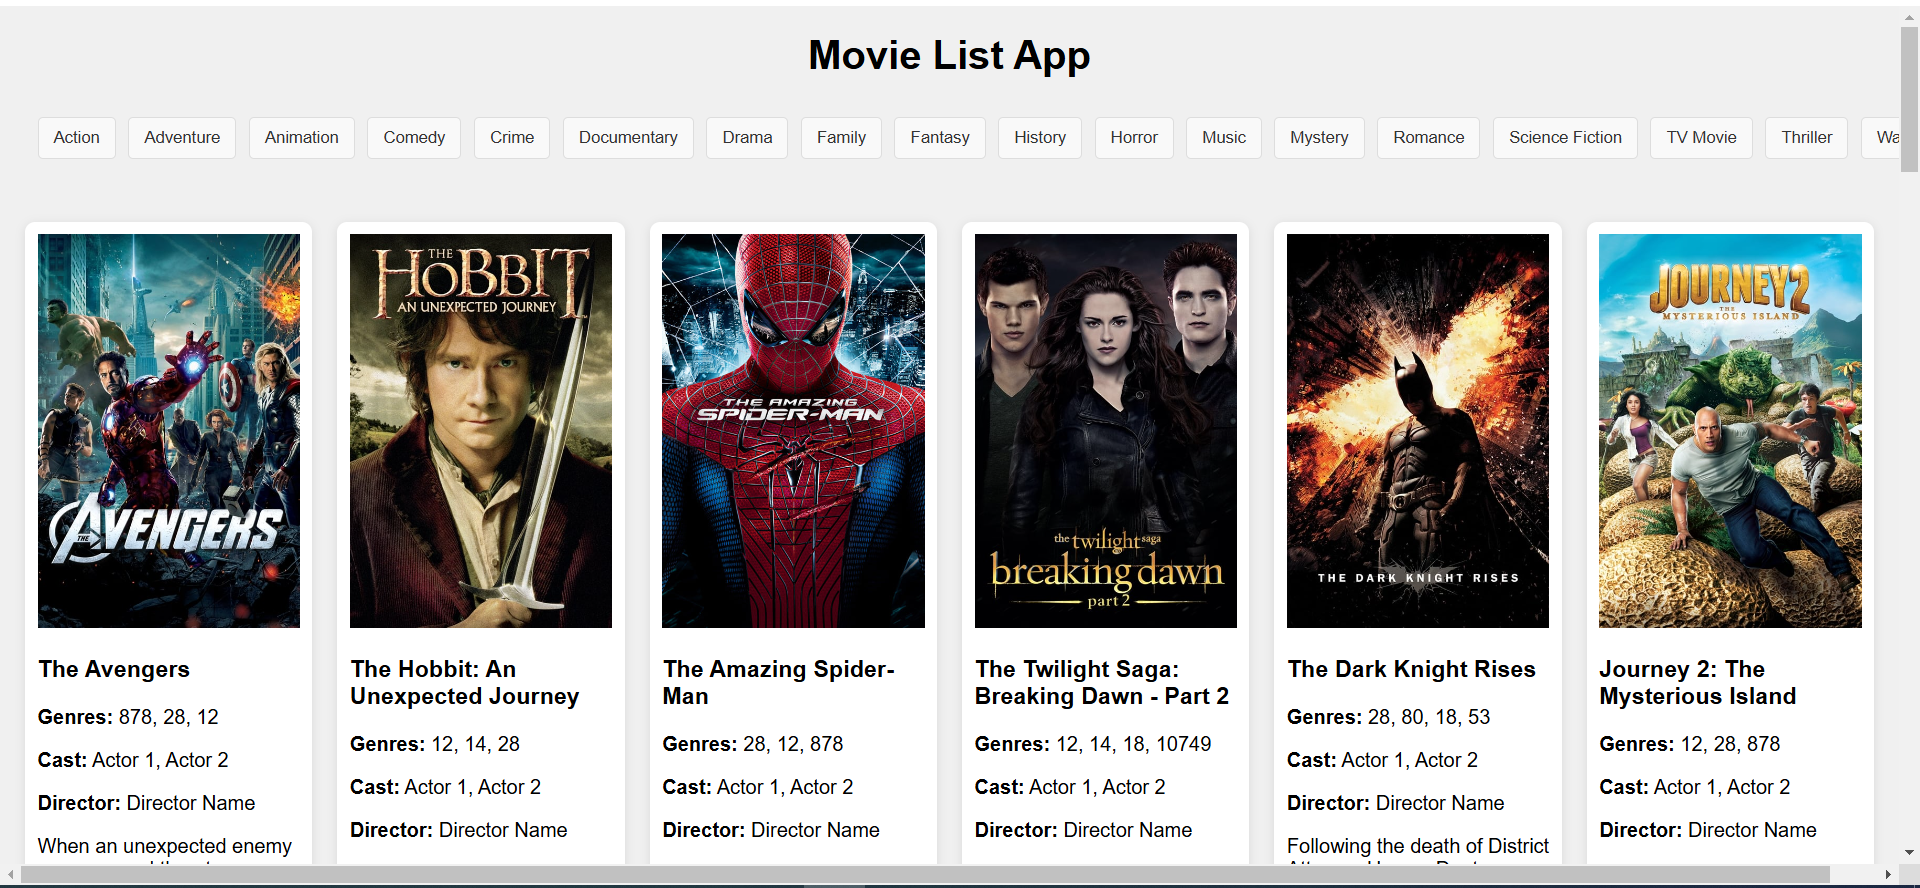 Movie List App
Action Adventure Animation Comedy Crime Documentary Drama Family Fantasy History Horror Music Mystery Romance Science Fiction TV Movie Thriller Wa
THE AVENGERS
THE HOBBIT
AN UNEXPECTED JOURNEY
THE AMAZING
SPIDER-MAN
the twilight saga
breaking dawn
part 2
THE DARK KNIGHT RISES
JOURNEY 2
THE
MYSTERIOUS ISLAND
The Avengers
Genres: 878, 28, 12
Cast: Actor 1, Actor 2
Director: Director Name
When an unexpected enemy
The Hobbit: An
Unexpected Journey
Genres: 12, 14, 28
Cast: Actor 1, Actor 2
Director: Director Name
The Amazing Spider-
Man
Genres: 28, 12, 878
Cast: Actor 1, Actor 2
Director: Director Name
The Twilight Saga:
Breaking Dawn - Part 2
Genres: 12, 14, 18, 10749
Cast: Actor 1, Actor 2
Director: Director Name
The Dark Knight Rises
Genres: 28, 80, 18, 53
Cast: Actor 1, Actor 2
Director: Director Name
Following the death of District
Journey 2: The
Mysterious Island
Genres: 12, 28, 878
Cast: Actor 1, Actor 2
Director: Director Name